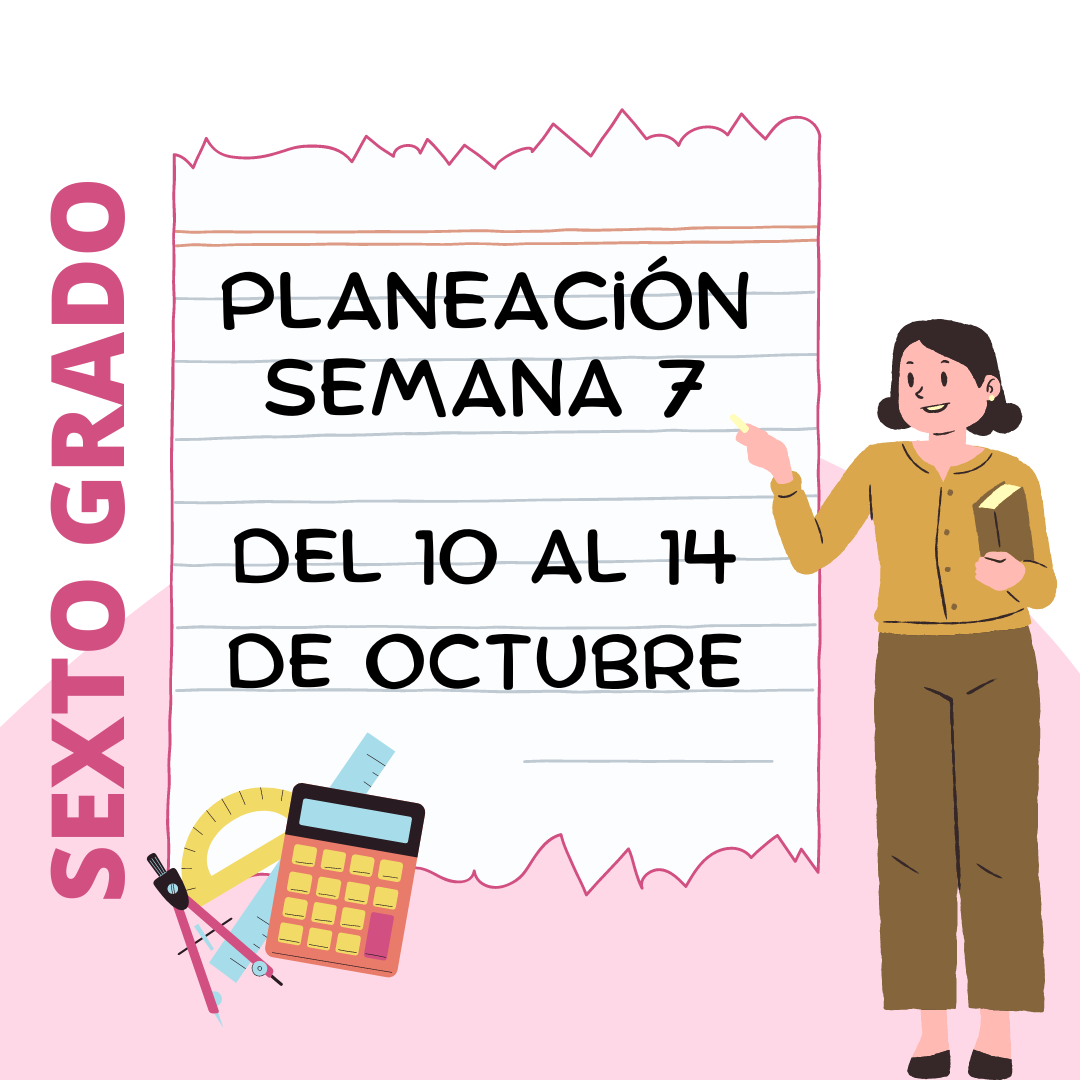 SEXTO GRADO
PLANEACIÓN
SEMANA 7
DEL 10 AL 14
DE OCTUBRE